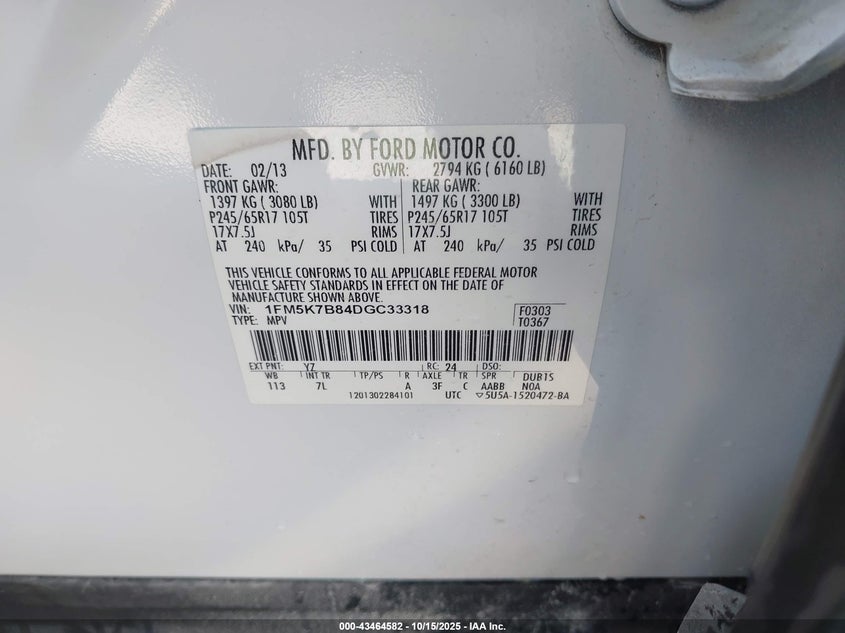 MFD. BY FORD MOTOR CO.
DATE: 02/13 GVWR: 2794 KG ( 6160 LB)
FRONT GAWR: REAR GAWR:
1397 KG ( 3080 LB) WITH 1497 KG ( 3300 LB) WITH
P245/65R17 105T TIRES P245/65R17 105T TIRES
17X7.5J RIMS 17X7.5J RIMS
AT 240 kPa/ 35 PSI COLD AT 240 kPa/ 35 PSI COLD
THIS VEHICLE CONFORMS TO ALL APPLICABLE FEDERAL MOTOR
VEHICLE SAFETY STANDARDS IN EFFECT ON THE DATE OF
MANUFACTURE SHOWN ABOVE.
VIN: 1FM5K7B84DGC33318 F0303
TYPE: MPV T0367
EXT PNT: YZ RC: 24 DSO:
WB INT TR TP/PS R AXLE TR SPR DUB1S
113 7L A 3F C AABB N0A
1201302284101 UTC ▽5U5A-1520472-BA
000-43464582 | 10/15/2025 | IAA Inc.